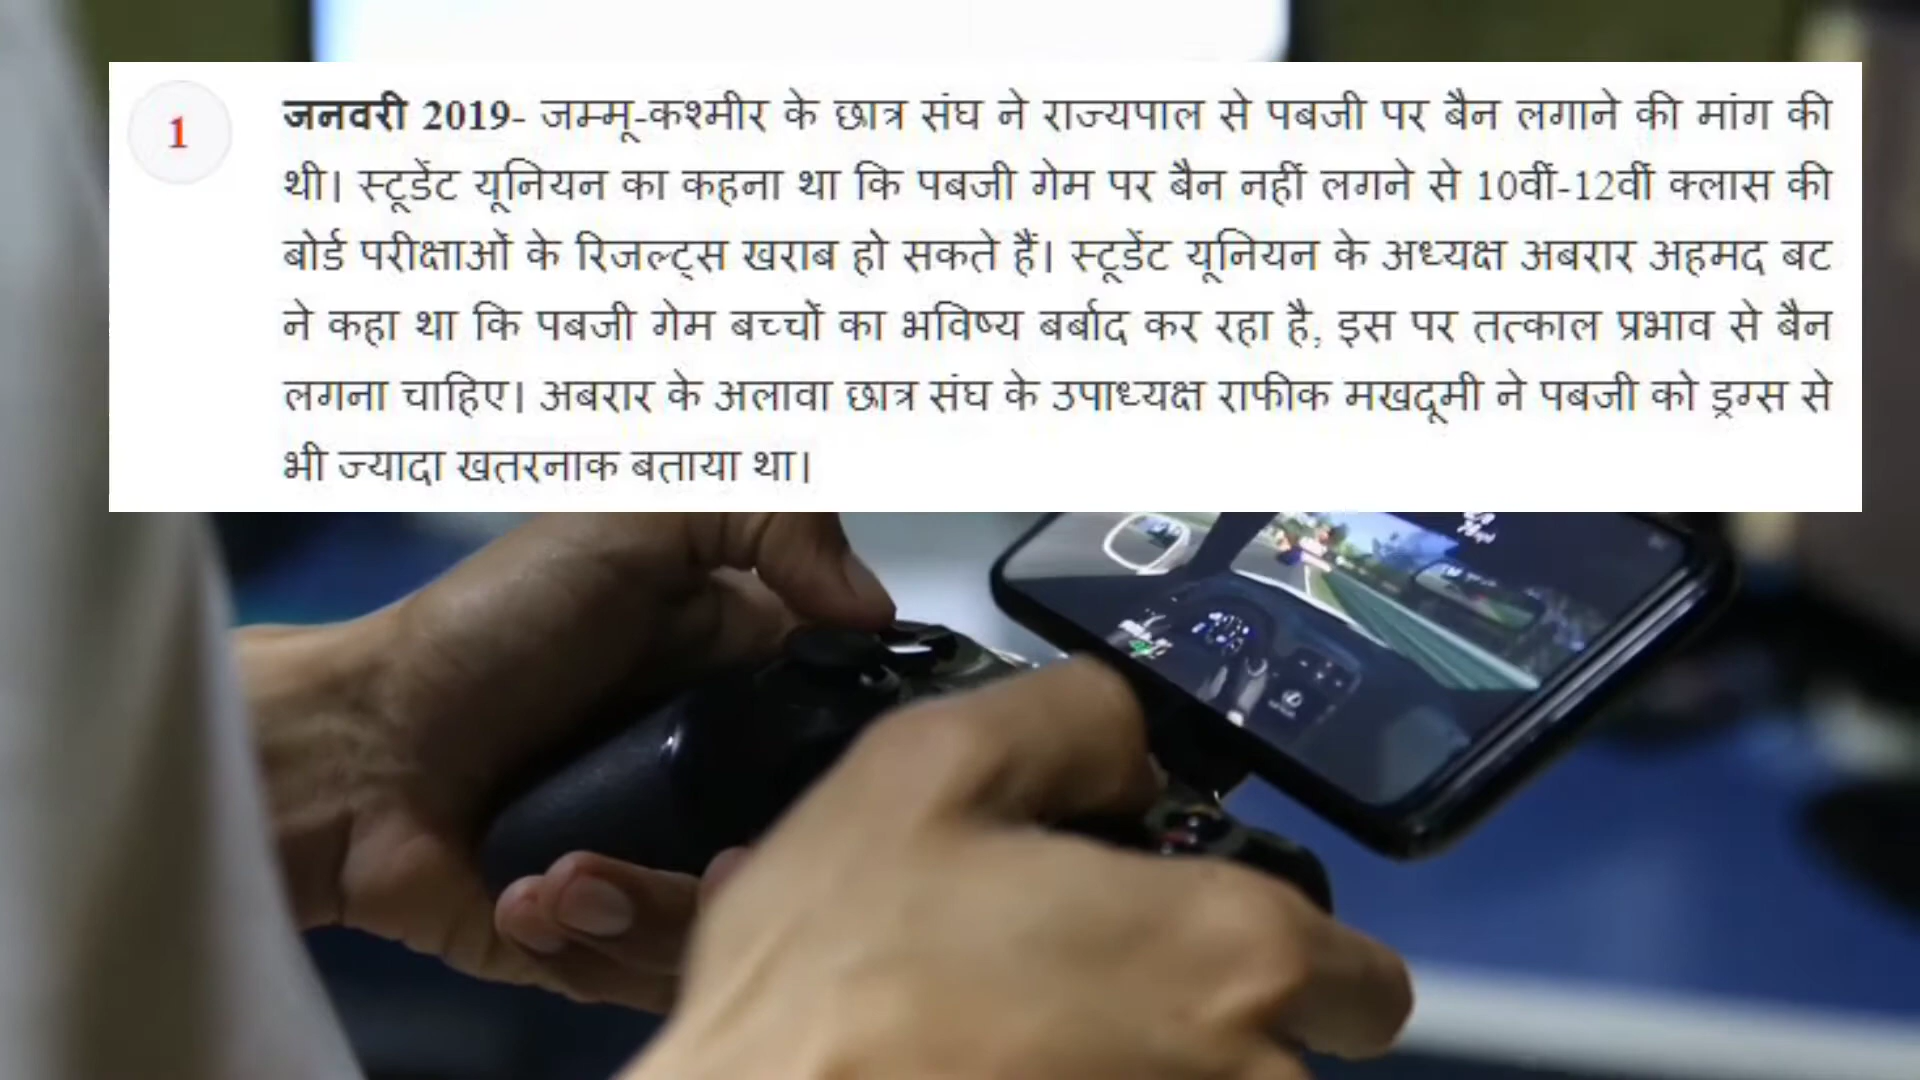 1
जनवरी 2019- जम्मू-कश्मीर के छात्र संघ ने राज्यपाल से पबजी पर बैन लगाने की मांग की
थी। स्टूडेंट यूनियन का कहना था कि पबजी गेम पर बैन नहीं लगने से 10वीं-12वीं क्लास की
बोर्ड परीक्षाओं के रिजल्ट्स खराब हो सकते हैं। स्टूडेंट यूनियन के अध्यक्ष अबरार अहमद बट
ने कहा था कि पबजी गेम बच्चों का भविष्य बर्बाद कर रहा है, इस पर तत्काल प्रभाव से बैन
लगना चाहिए। अबरार के अलावा छात्र संघ के उपाध्यक्ष राफीक मखदूमी ने पबजी को ड्रग्स से
भी ज्यादा खतरनाक बताया था।